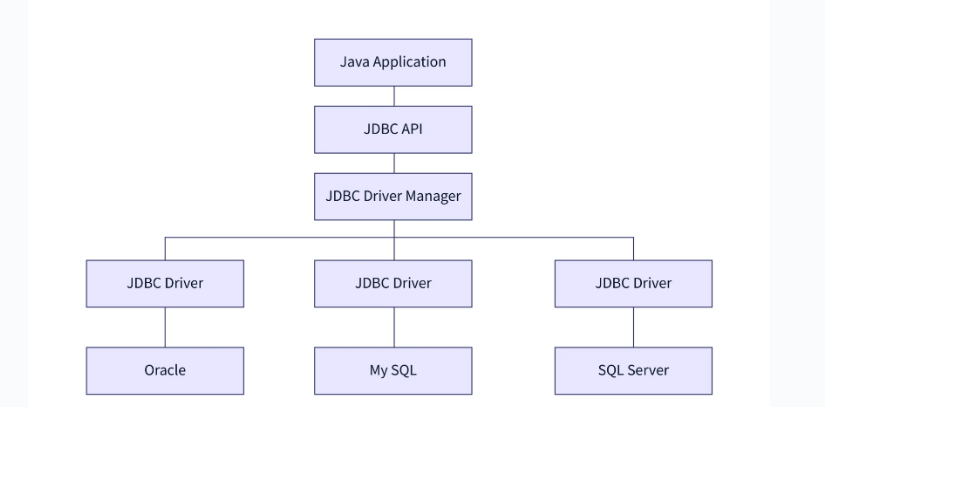 Java Application
JDBC API
JDBC Driver Manager
JDBC Driver
JDBC Driver
JDBC Driver
Oracle
My SQL
SQL Server